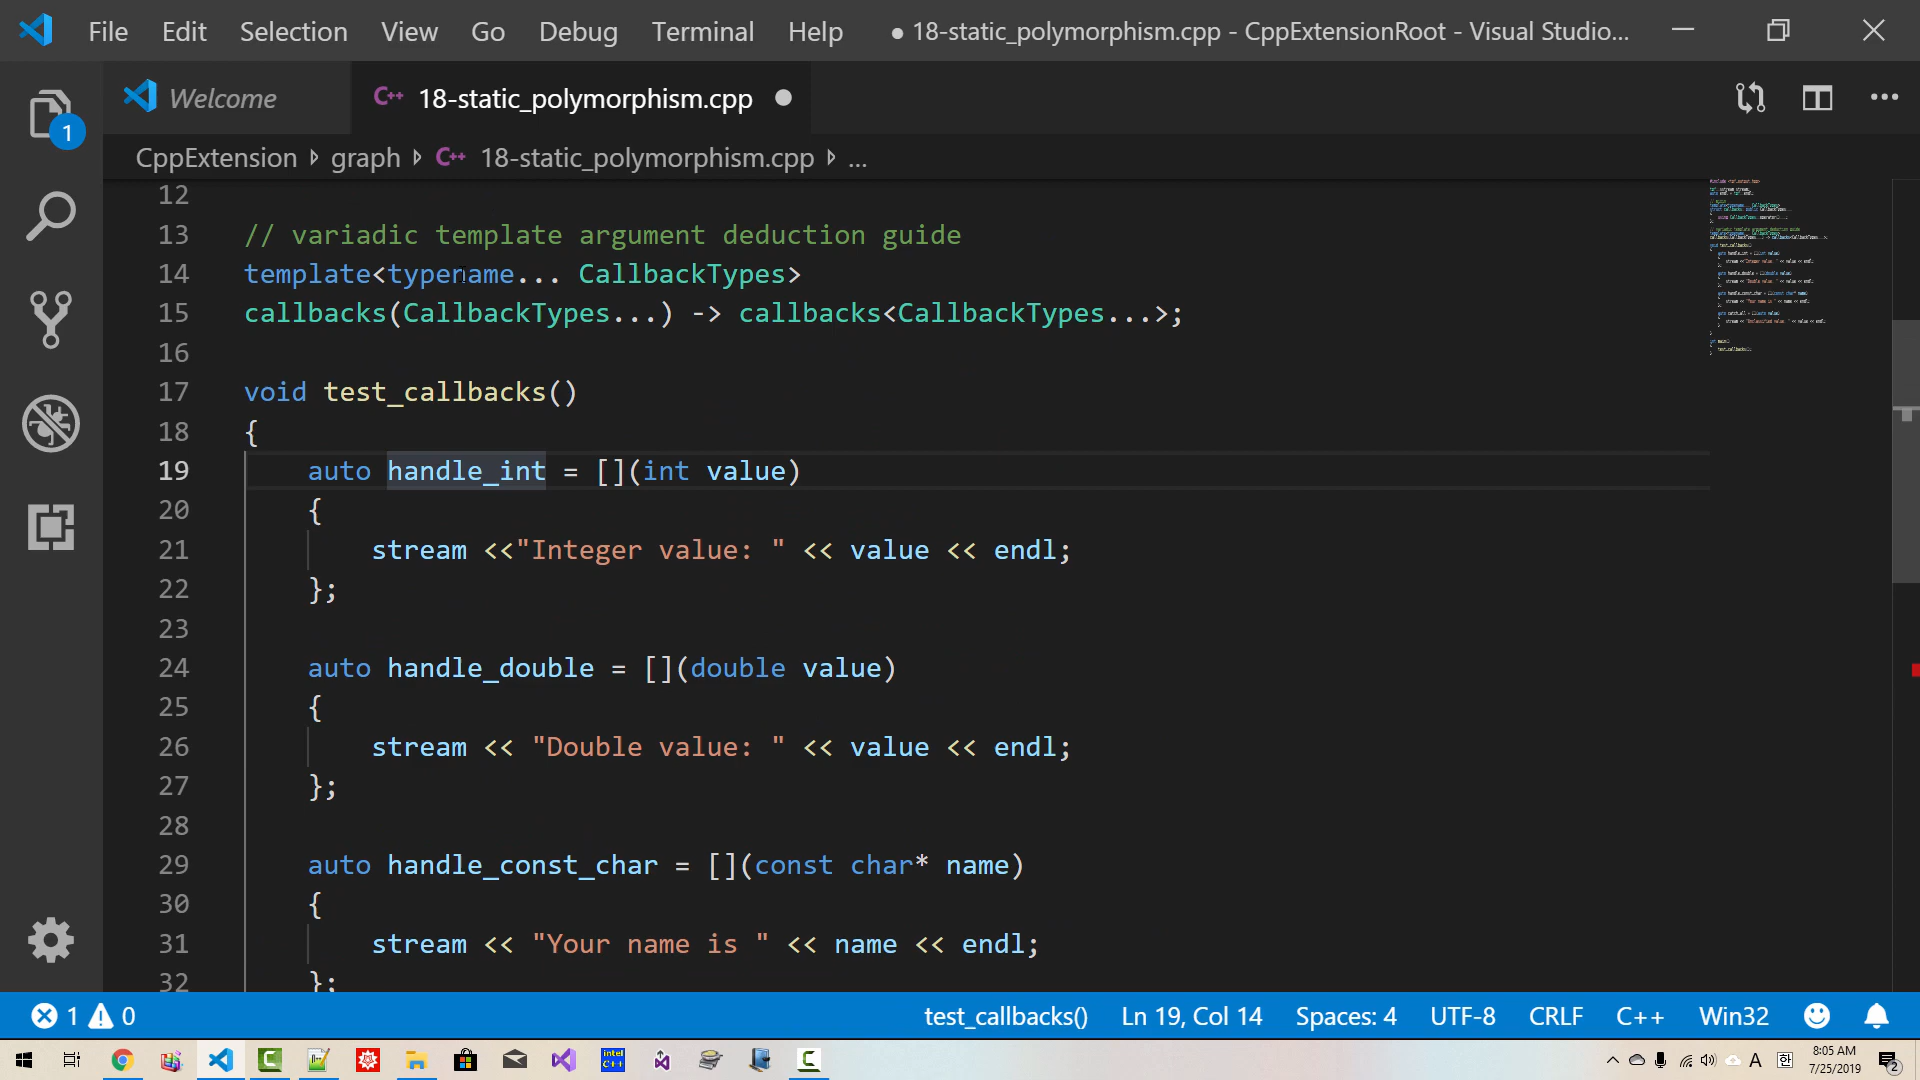 File Edit Selection View Go Debug Terminal Help ● 18-static_polymorphism.cpp - CppExtensionRoot - Visual Studio...
1
Welcome
C++ 18-static_polymorphism.cpp
CppExtension graph C++ 18-static_polymorphism.cpp ...
12
13 // variadic template argument deduction guide
14 template<typename... CallbackTypes>
15 callbacks(CallbackTypes...) -> callbacks<CallbackTypes...>;
16
17 void test_callbacks()
18 {
19 auto handle_int = [](int value)
20 {
21 stream <<"Integer value: " << value << endl;
22 };
23
24 auto handle_double = [](double value)
25 {
26 stream << "Double value: " << value << endl;
27 };
28
29 auto handle_const_char = [](const char* name)
30 {
31 stream << "Your name is " << name << endl;
32 };
1 0 test_callbacks() Ln 19, Col 14 Spaces: 4 UTF-8 CRLF C++ Win32
intel C++
A 한 8:05 AM
7/25/2019
2